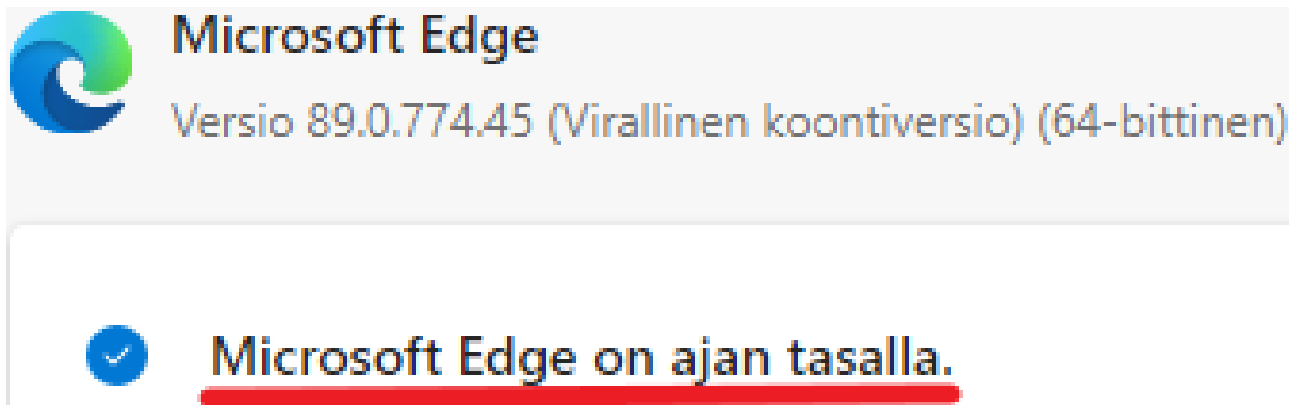 Microsoft Edge
Versio 89.0.774.45 (Virallinen koontiversio) (64-bittinen)
Microsoft Edge on ajan tasalla.